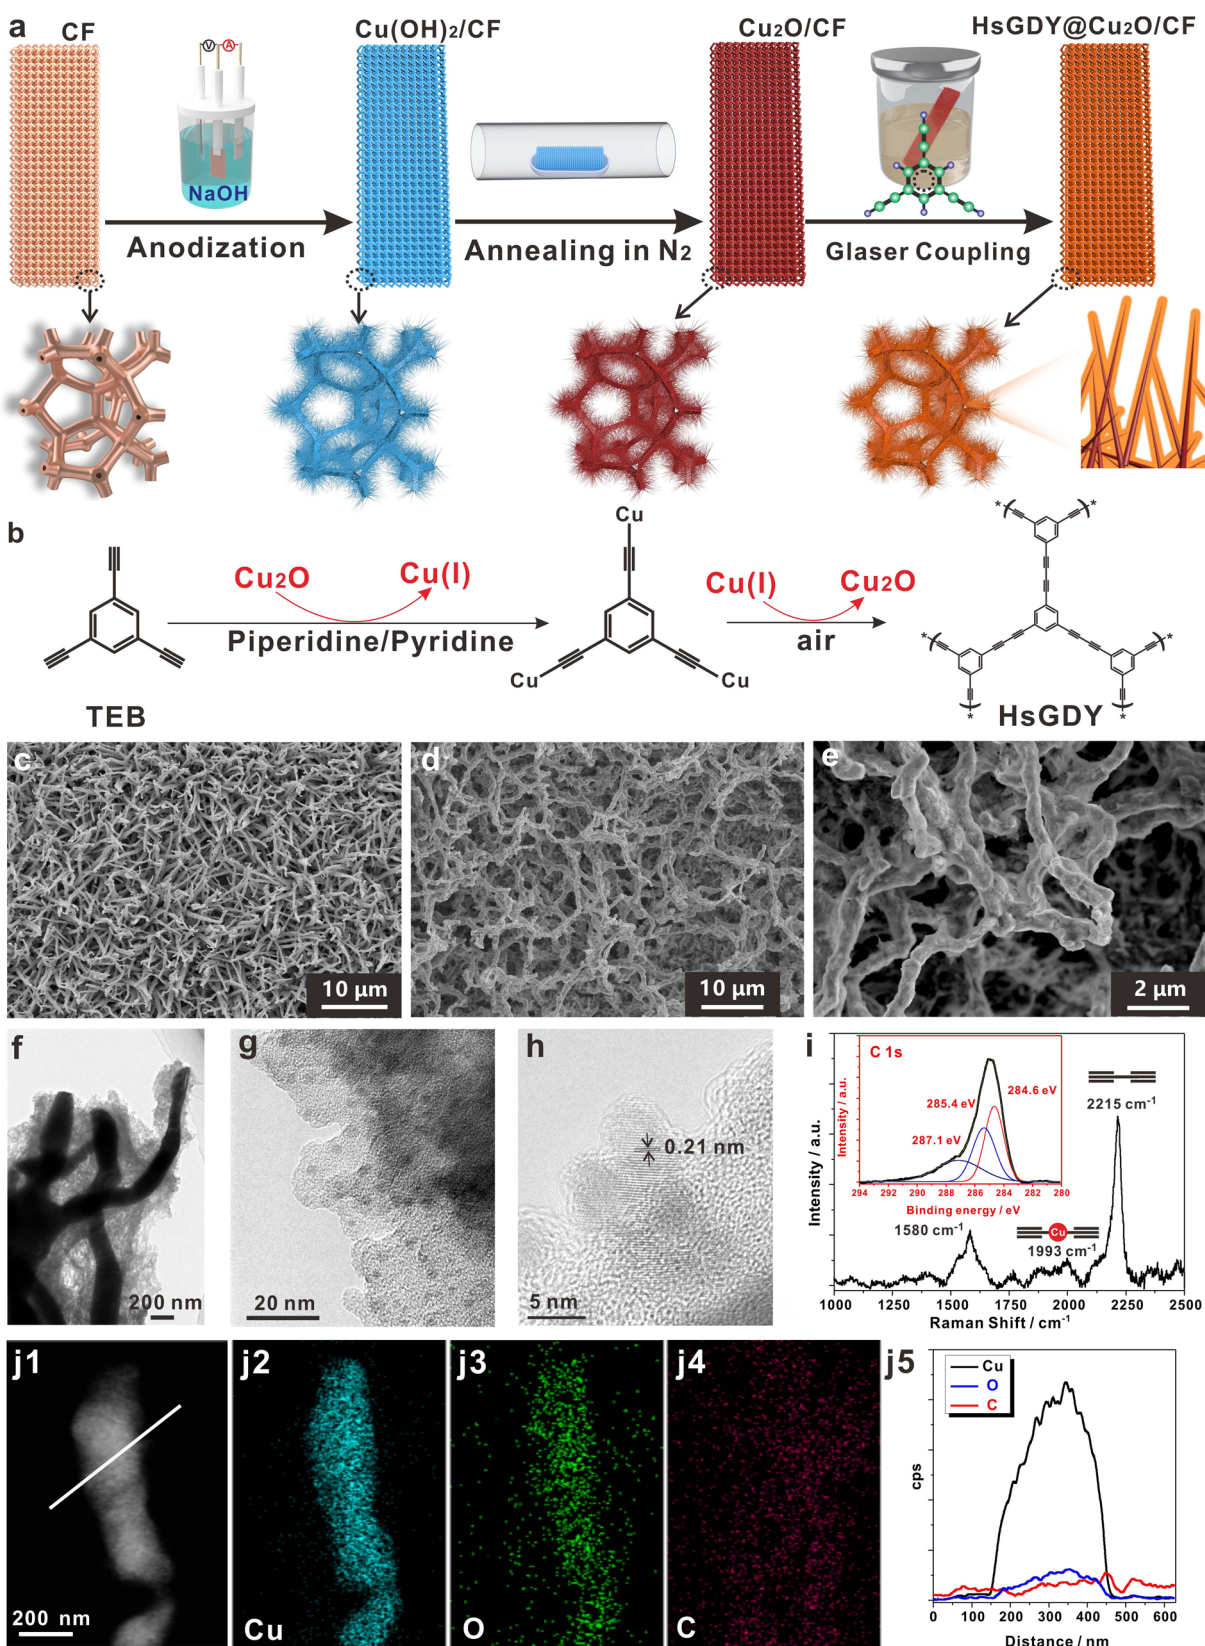 a
CF
Cu(OH)₂/CF
Cu₂O/CF
HsGDY@Cu₂O/CF
V
A
NaOH
Anodization
Annealing in N₂
Glaser Coupling
b
Cu₂O
Cu(I)
Piperidine/Pyridine
TEB
Cu
Cu
Cu
Cu(I)
Cu₂O
air
*
*
*
*
*
*
HsGDY
c
10 μm
d
10 μm
e
2 μm
f
200 nm
g
20 nm
h
0.21 nm
5 nm
i
C 1s
284.6 eV
285.4 eV
287.1 eV
Intensity / a.u.
294 292 290 288 286 284 282 280
Binding energy / eV
2215 cm⁻¹
1580 cm⁻¹
Cu
1993 cm⁻¹
Intensity / a.u.
1000 1250 1500 1750 2000 2250 2500
Raman Shift / cm⁻¹
j1
200 nm
j2
Cu
j3
O
j4
C
j5
Cu
O
C
cps
0 100 200 300 400 500 600
Distance / nm